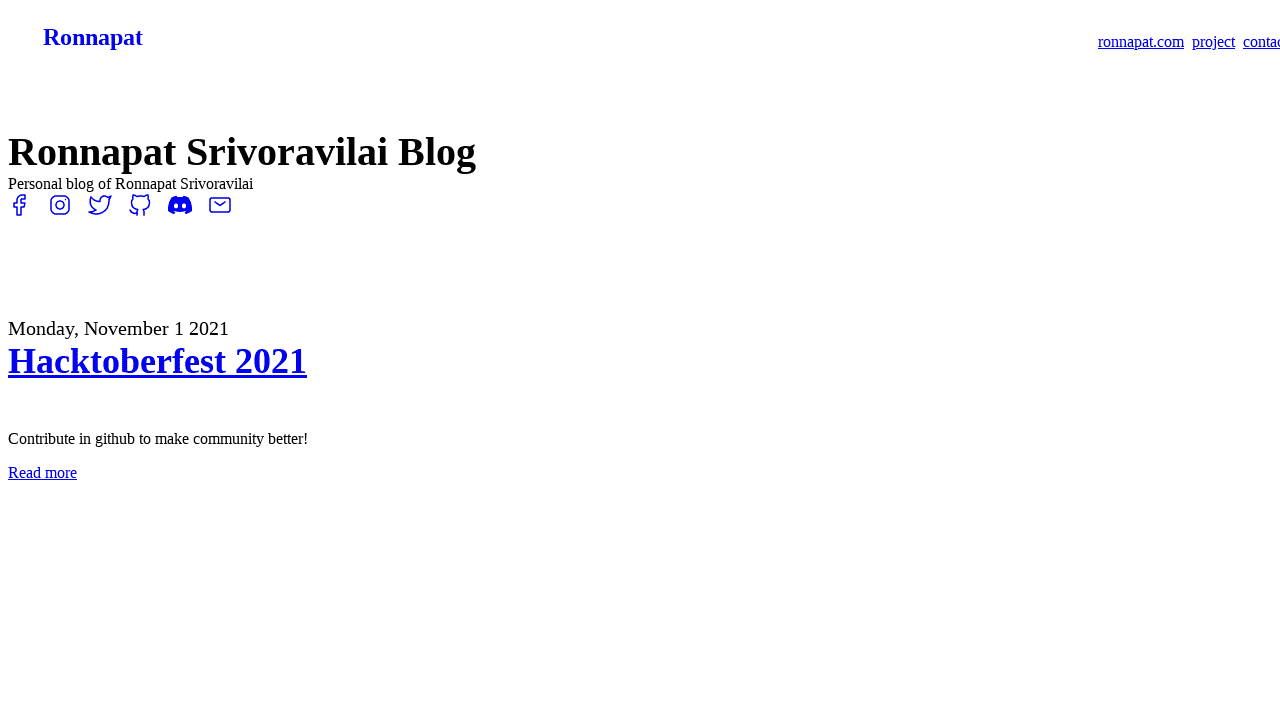 Ronnapat
ronnapat.com project contac
Ronnapat Srivoravilai Blog
Personal blog of Ronnapat Srivoravilai
Monday, November 1 2021
Hacktoberfest 2021
Contribute in github to make community better!
Read more